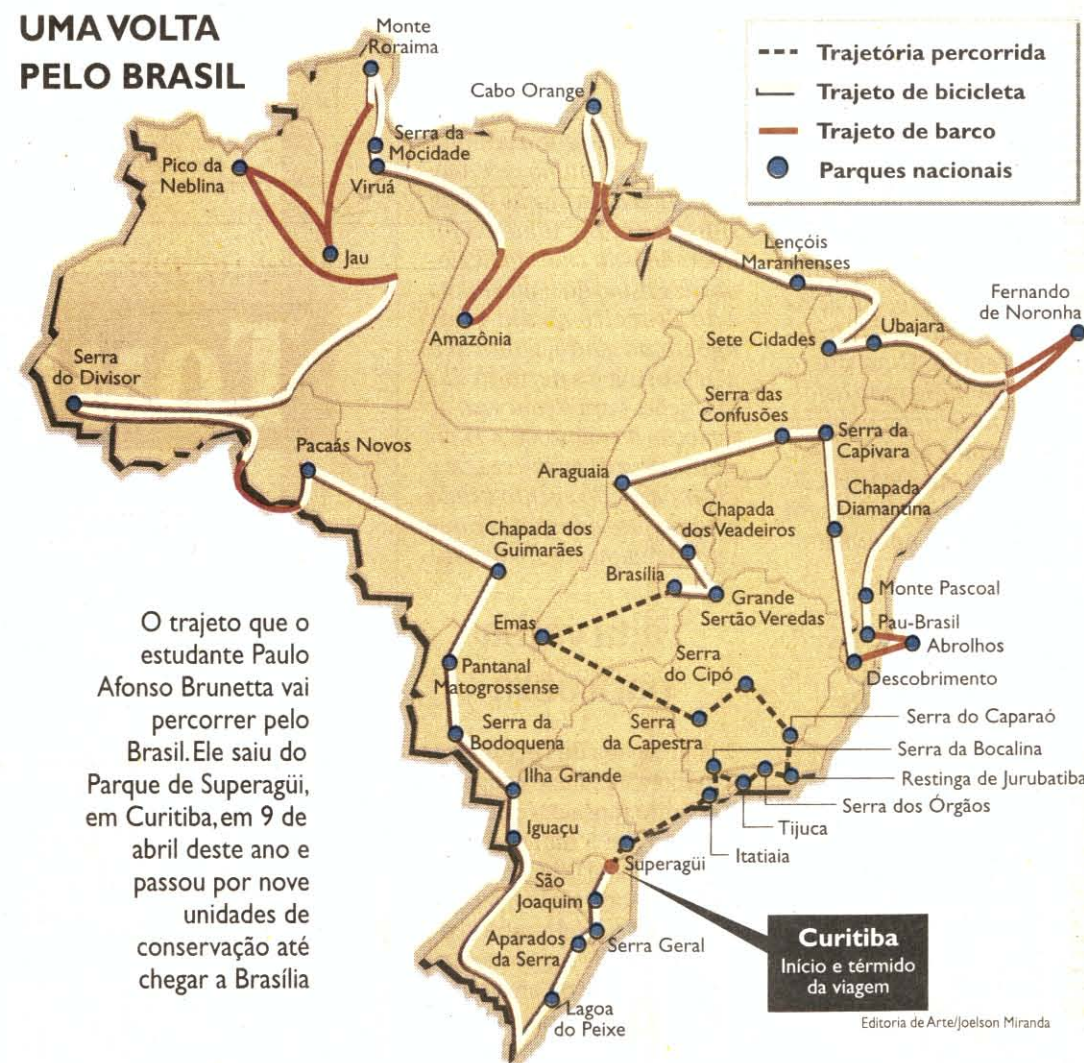 UMA VOLTA
PELO BRASIL
Trajetória percorrida
Trajeto de bicicleta
Trajeto de barco
Parques nacionais
Monte
Roraima
Cabo Orange
Serra da
Mocidade
Pico da
Neblina
Viruá
Jau
Lençóis
Maranhenses
Fernando
de Noronha
Amazônia
Sete Cidades
Ubajara
Serra
do Divisor
Serra das
Confusões
Serra da
Capivara
Pacaás Novos
Araguaia
Chapada
Diamantina
Chapada dos
Guimarães
Chapada
dos Veadeiros
Brasília
Grande
Sertão Veredas
Monte Pascoal
Pau-Brasil
Abrolhos
Descobrimento
Emas
Pantanal
Matogrossense
Serra
do Cipó
Serra da
Bodoquena
Serra
da Capestra
Serra do Caparaó
Serra da Bocalina
Restinga de Jurubatiba
Serra dos Órgãos
Tijuca
Itatiaia
Ilha Grande
Iguaçu
Superagüi
São
Joaquim
Aparados
da Serra
Serra Geral
Lagoa
do Peixe
O trajeto que o
estudante Paulo
Afonso Brunetta vai
percorrer pelo
Brasil. Ele saiu do
Parque de Superagüi,
em Curitiba, em 9 de
abril deste ano e
passou por nove
unidades de
conservação até
chegar a Brasília
Curitiba
Início e térmido
da viagem
Editoria de Arte/Joelson Miranda